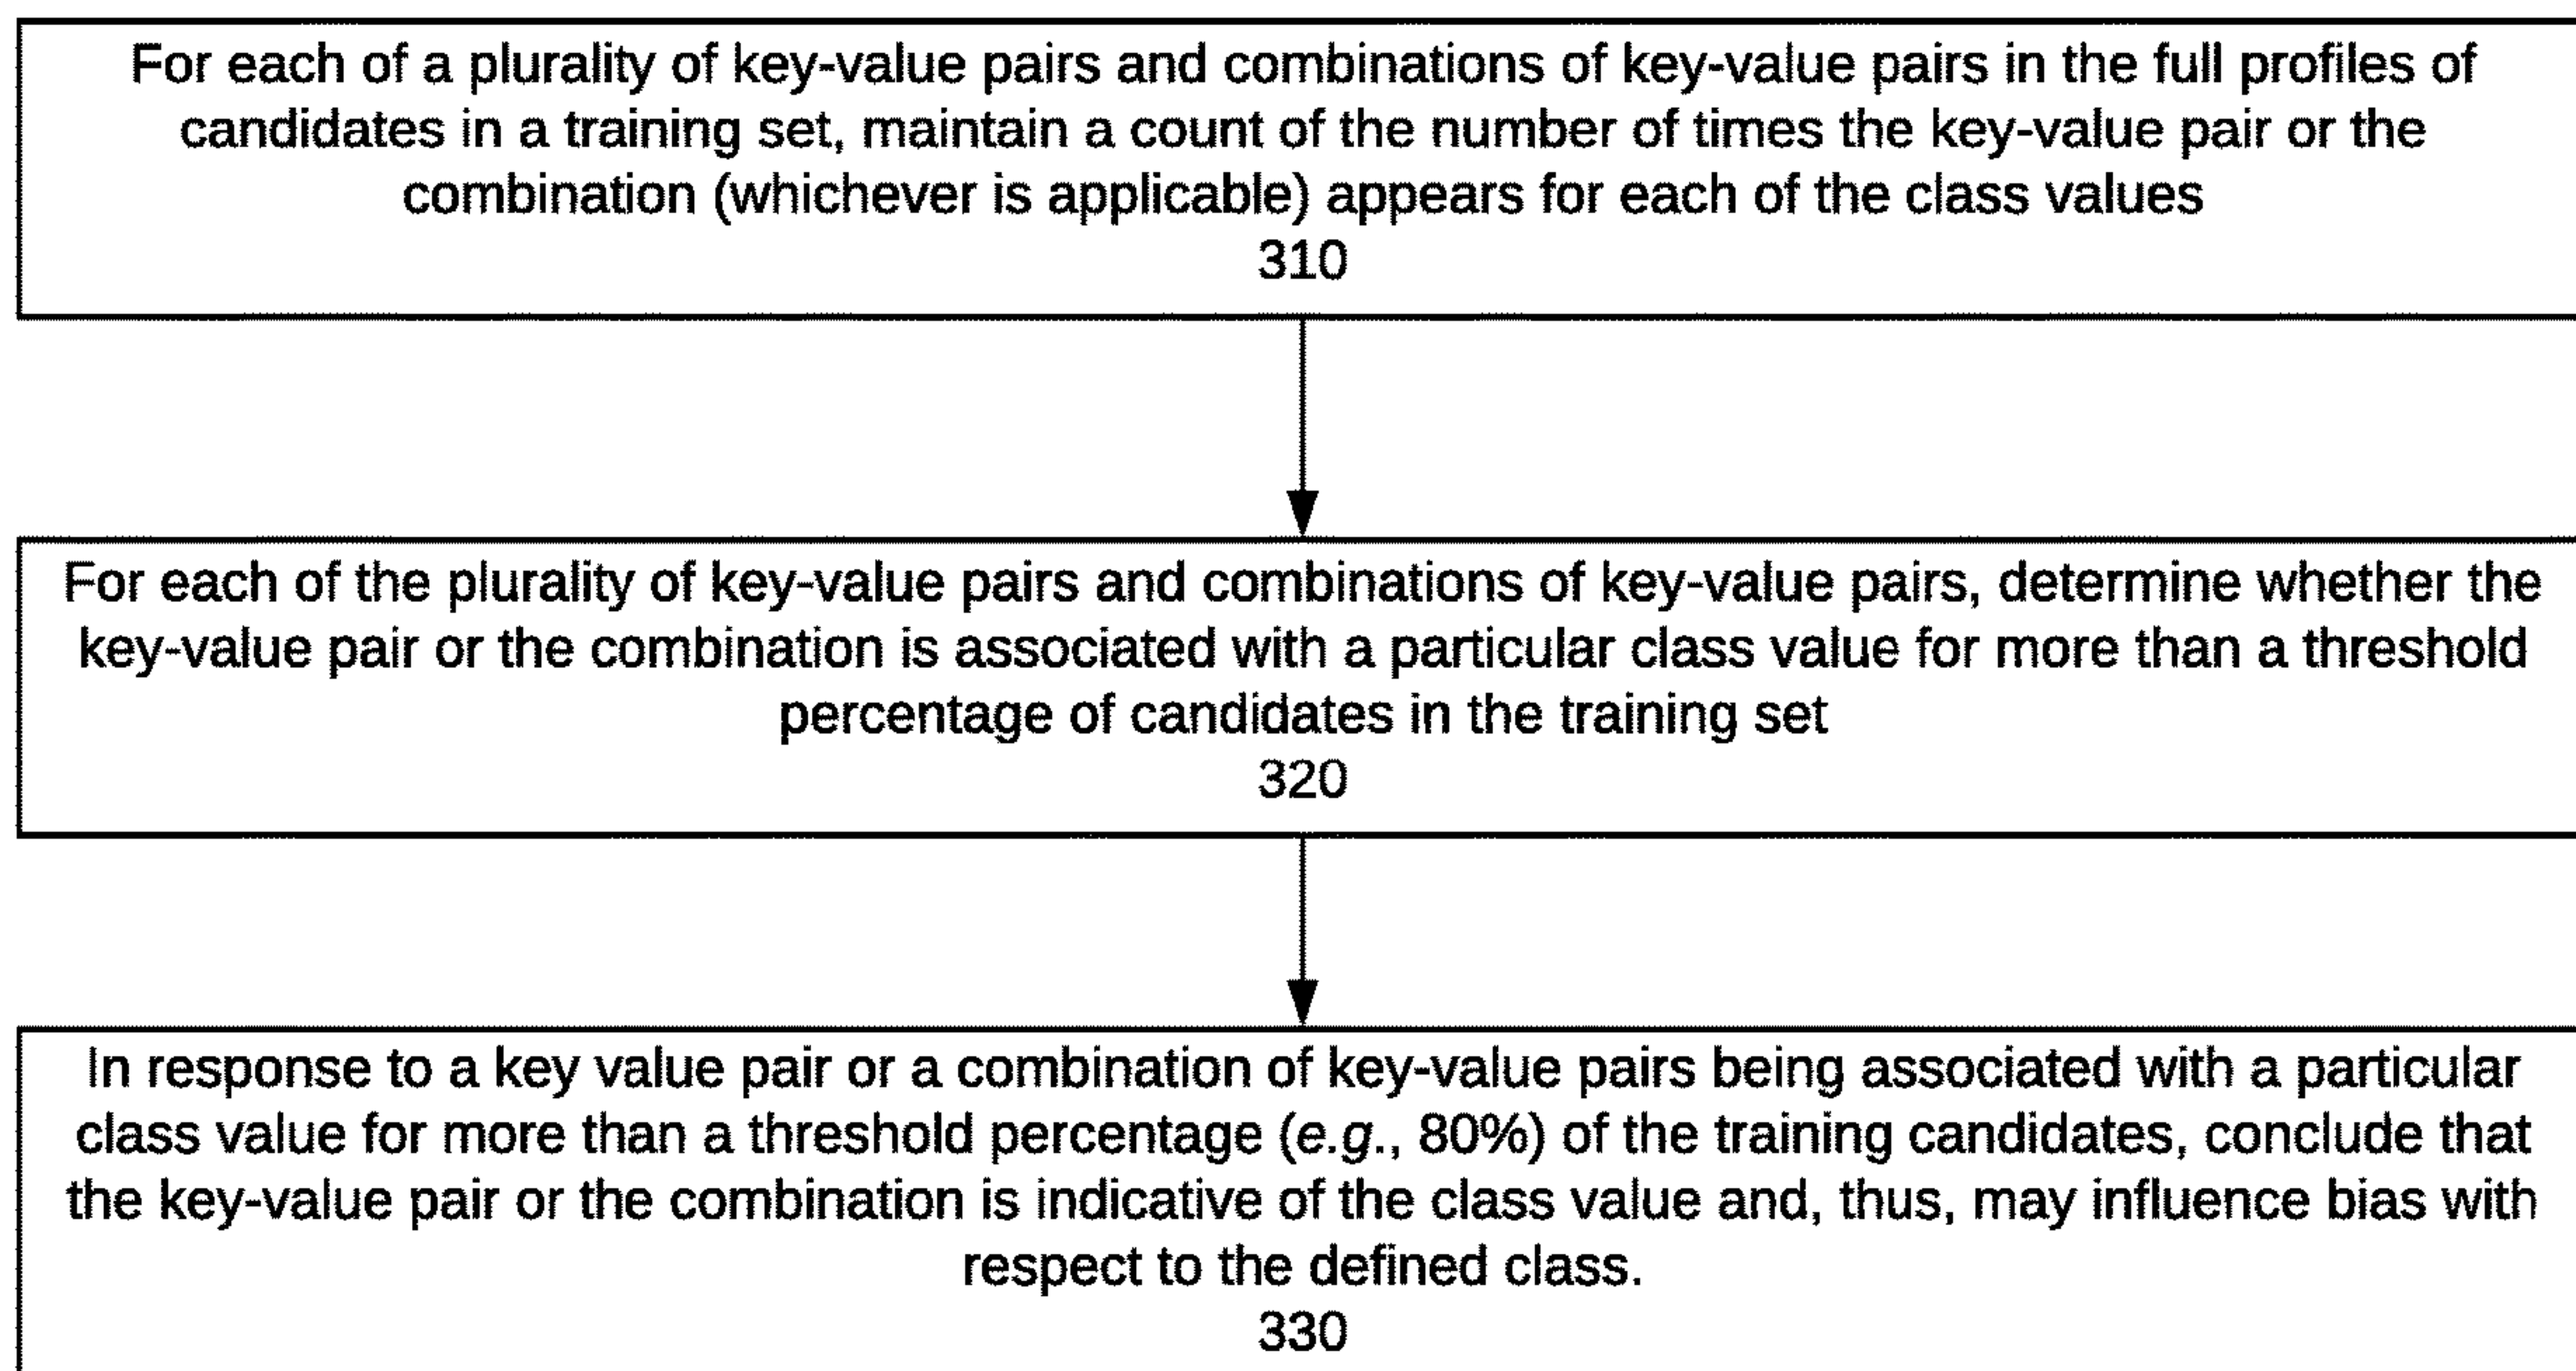 For each of a plurality of key-value pairs and combinations of key-value pairs in the full profiles of
candidates in a training set, maintain a count of the number of times the key-value pair or the
combination (whichever is applicable) appears for each of the class values
310
For each of the plurality of key-value pairs and combinations of key-value pairs, determine whether the
key-value pair or the combination is associated with a particular class value for more than a threshold
percentage of candidates in the training set
320
In response to a key value pair or a combination of key-value pairs being associated with a particular
class value for more than a threshold percentage (e.g., 80%) of the training candidates, conclude that
the key-value pair or the combination is indicative of the class value and, thus, may influence bias with
respect to the defined class.
330